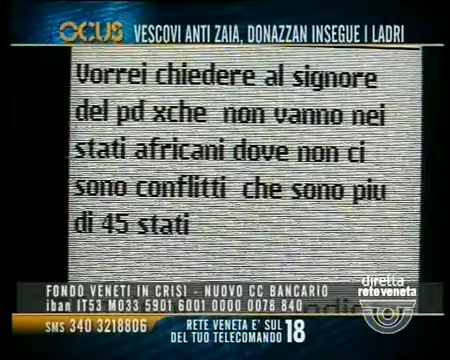 OCUS VESCOVI ANTI ZAIA, DONAZZAN INSEGUE I LADRI
Vorrei chiedere al signore
del pd xche non vanno nei
stati africani dove non ci
sono conflitti che sono piu
di 45 stati
diretta
reteveneta
FONDO VENETI IN CRISI - NUOVO CC BANCARIO
iban IT53 M033 5901 6001 0000 0078 840
SMS 340 3218806
RETE VENETA E' SUL
DEL TUO TELECOMANDO 18